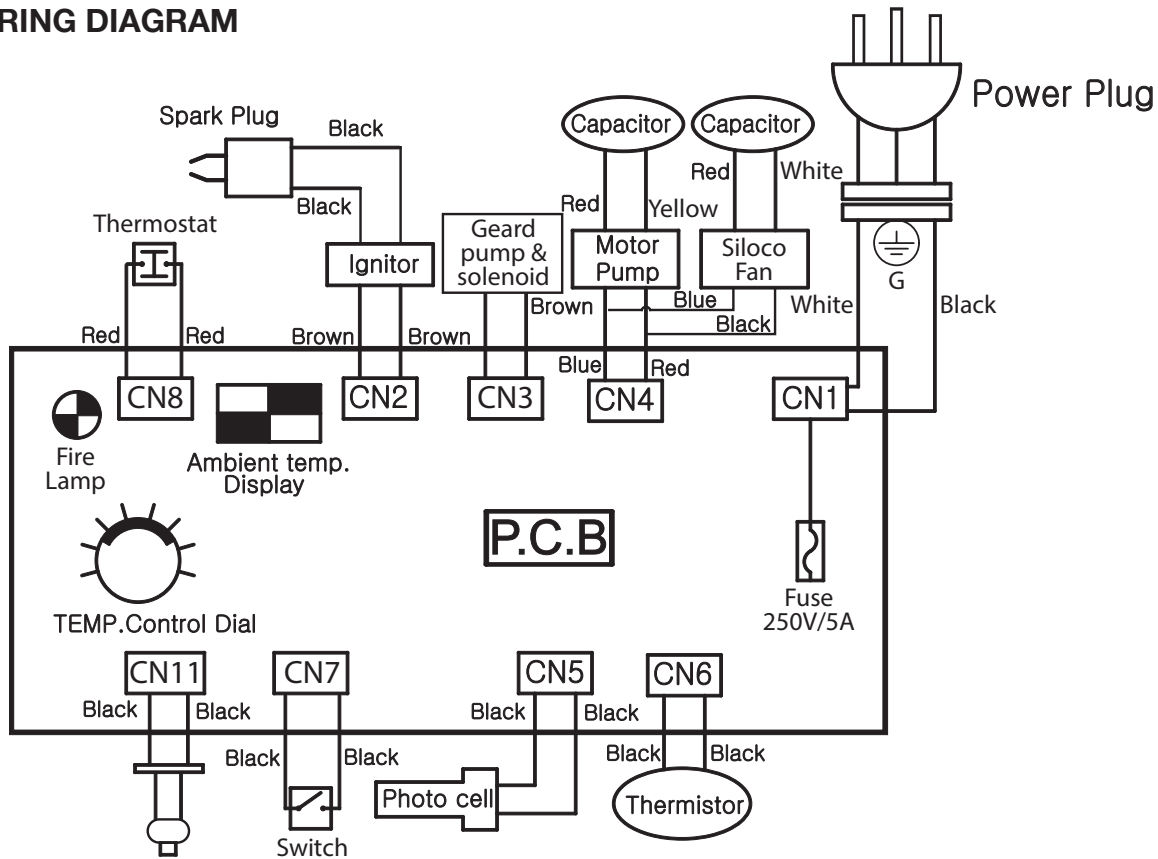 RING DIAGRAM
Power Plug
Spark Plug
Black
Capacitor
Capacitor
Black
Red
White
Red
Yellow
Thermostat
Geard
pump &
solenoid
Ignitor
Motor
Pump
Siloco
Fan
G
Brown
Blue
White
Black
Black
Red
Red
Brown
Brown
Blue
Red
CN8
CN2
CN3
CN4
CN1
Fire
Lamp
Ambient temp.
Display
P.C.B
Fuse
250V/5A
TEMP.Control Dial
CN11
CN7
CN5
CN6
Black
Black
Black
Black
Black
Black
Black
Black
Photo cell
Thermistor
Switch